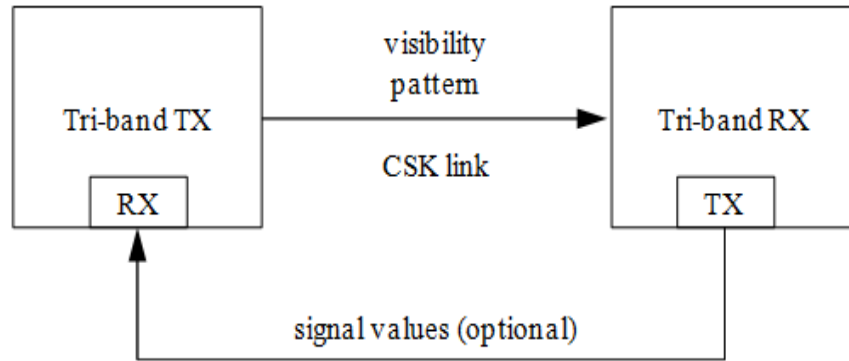 visibility
pattern
Tri-band TX
Tri-band RX
CSK link
RX
TX
signal values (optional)